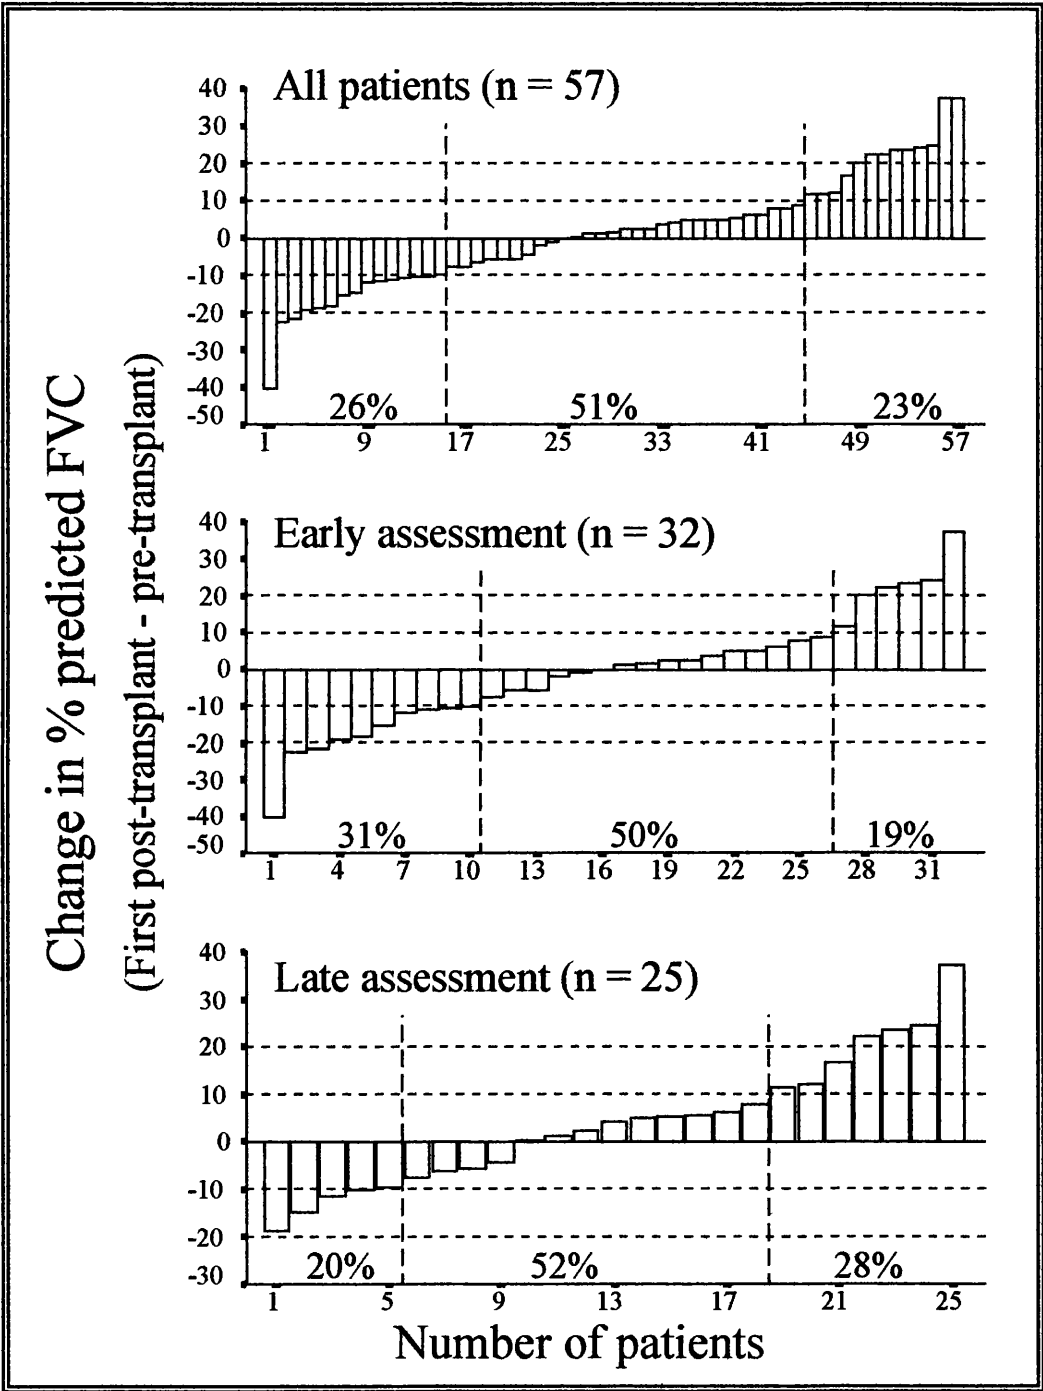 Change in % predicted FVC
(First post-transplant - pre-transplant)
All patients (n = 57)
40
30
20
10
0
-10
-20
-30
-40
-50
26% 51% 23%
1 9 17 25 33 41 49 57
Early assessment (n = 32)
40
30
20
10
0
-10
-20
-30
-40
-50
31% 50% 19%
1 4 7 10 13 16 19 22 25 28 31
Late assessment (n = 25)
40
30
20
10
0
-10
-20
-30
20% 52% 28%
1 5 9 13 17 21 25
Number of patients